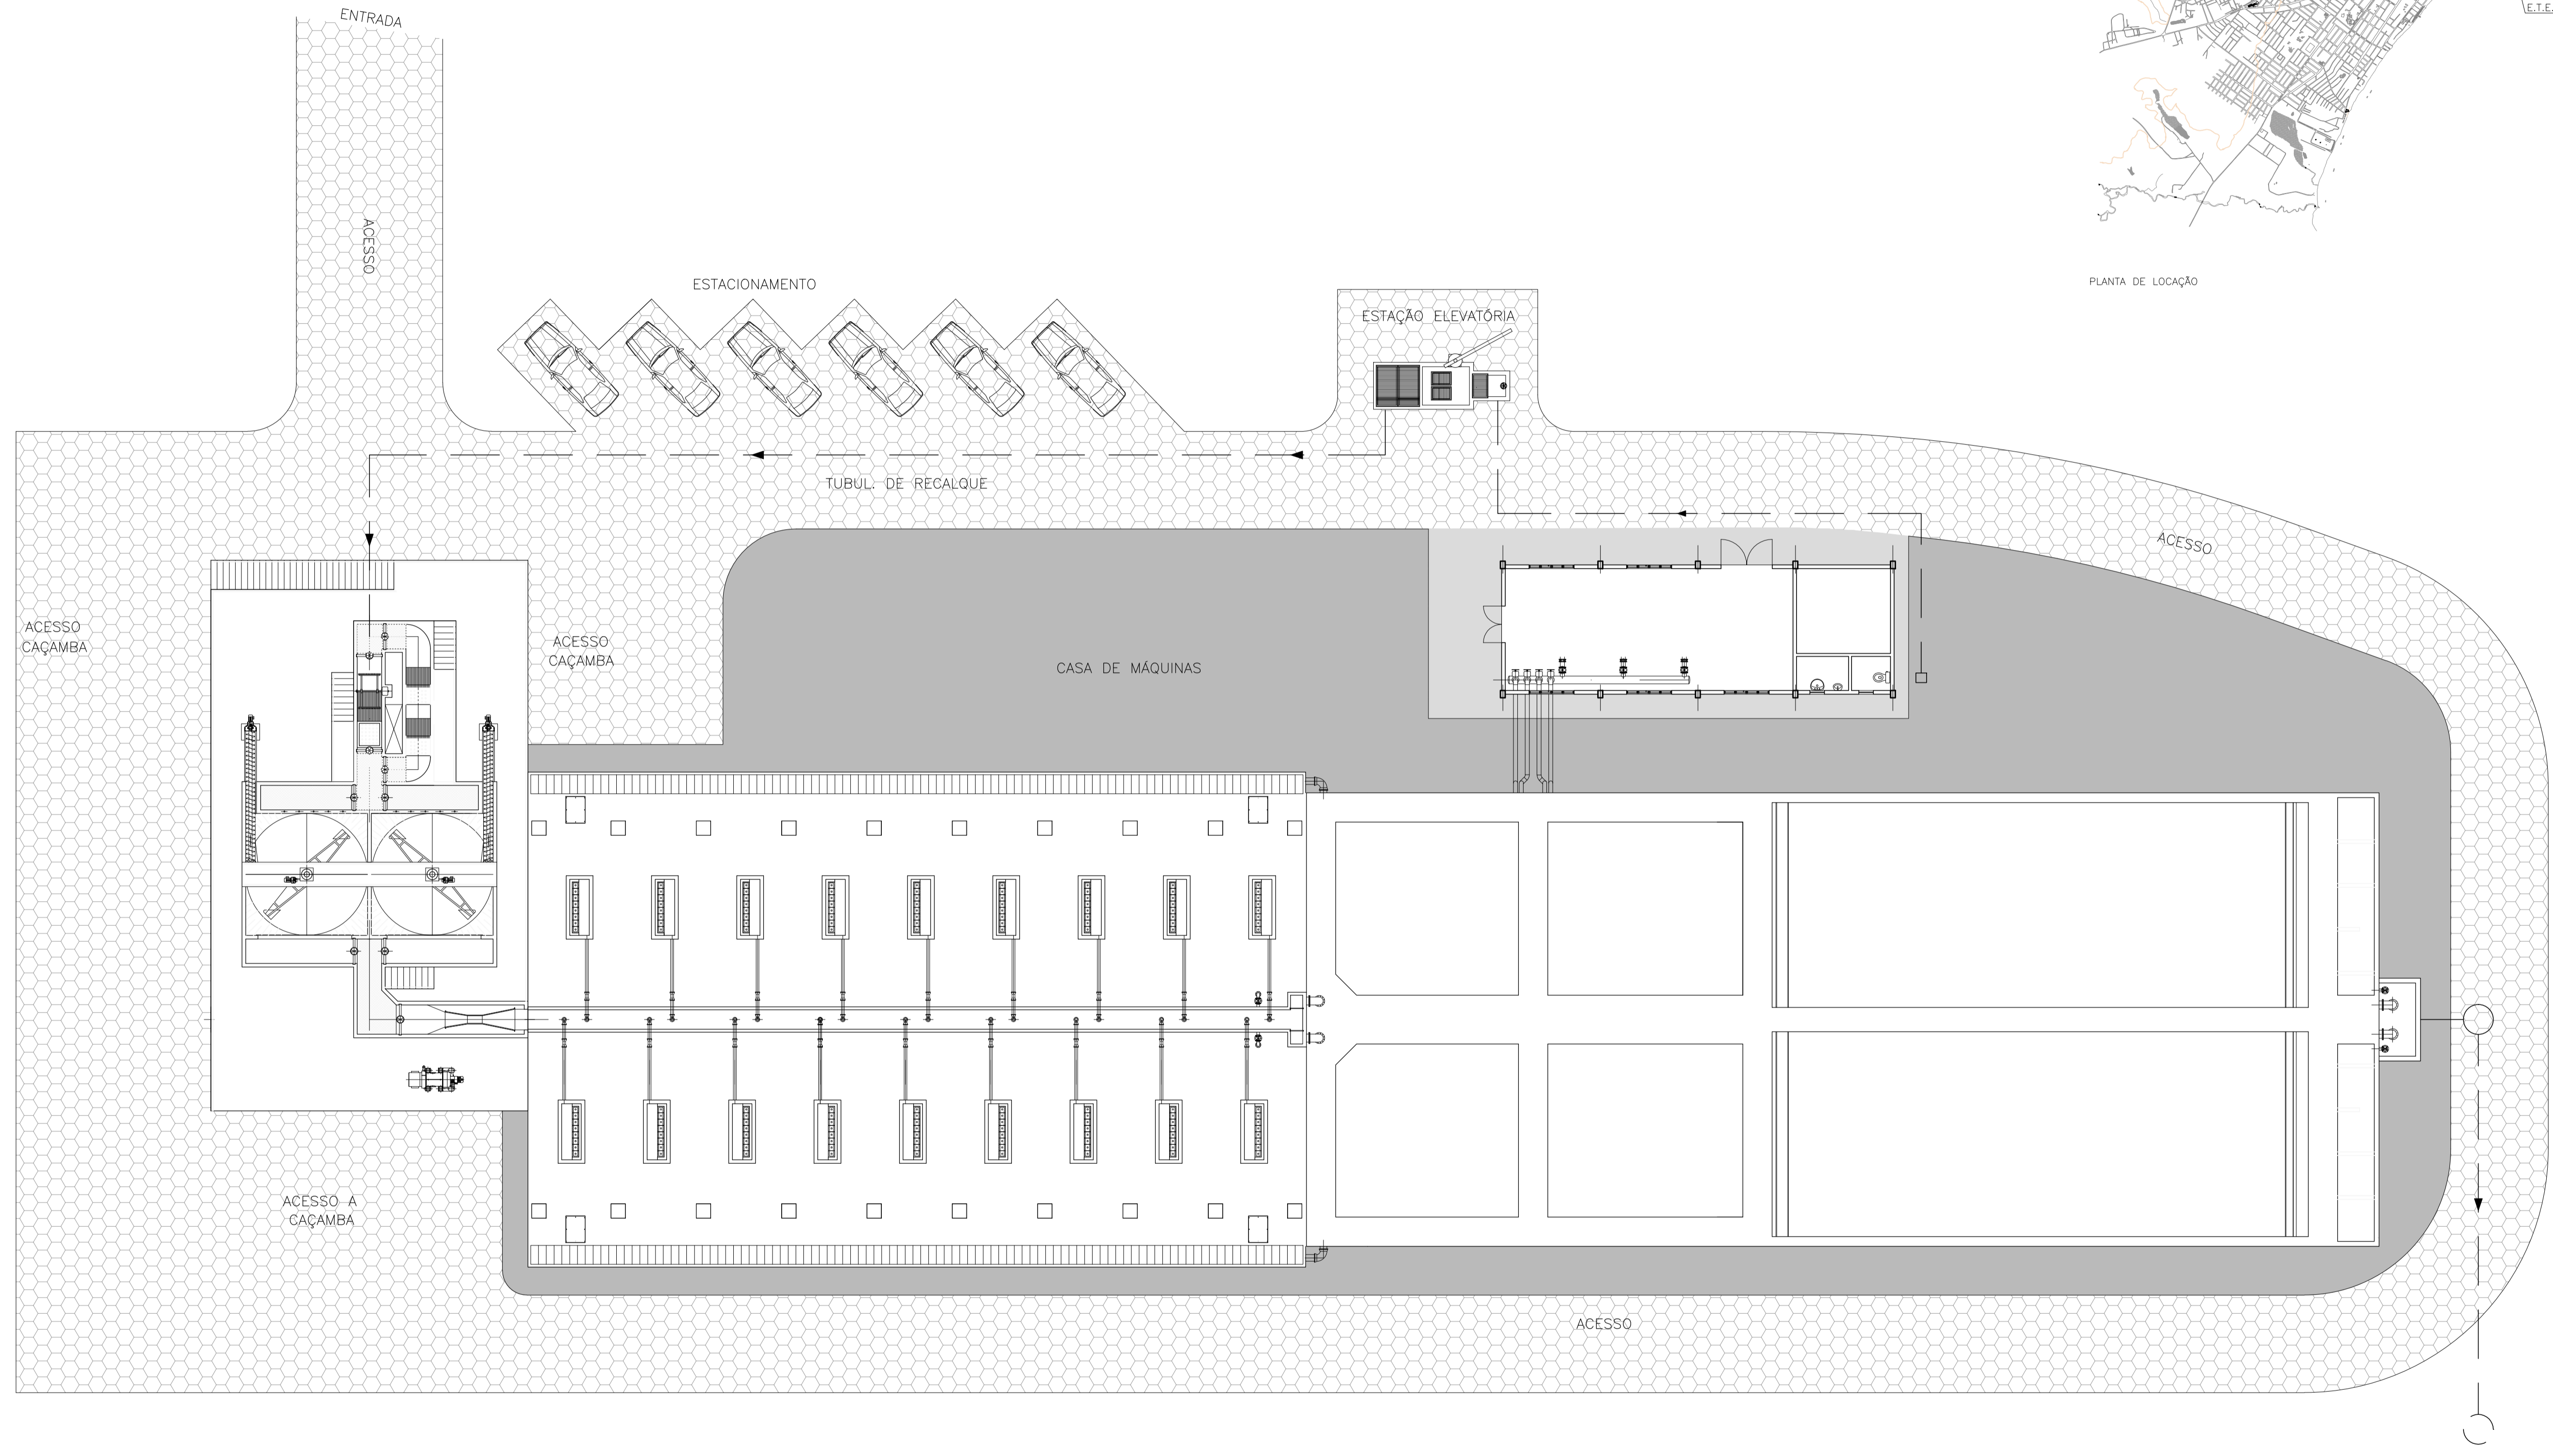 ENTRADA
E.T.E.
ACESSO
ESTACIONAMENTO
PLANTA DE LOCAÇÃO
ESTAÇÃO ELEVATÓRIA
TUBUL. DE RECALQUE
ACESSO
ACESSO
CAÇAMBA
ACESSO
CAÇAMBA
CASA DE MÁQUINAS
ACESSO A
CAÇAMBA
ACESSO